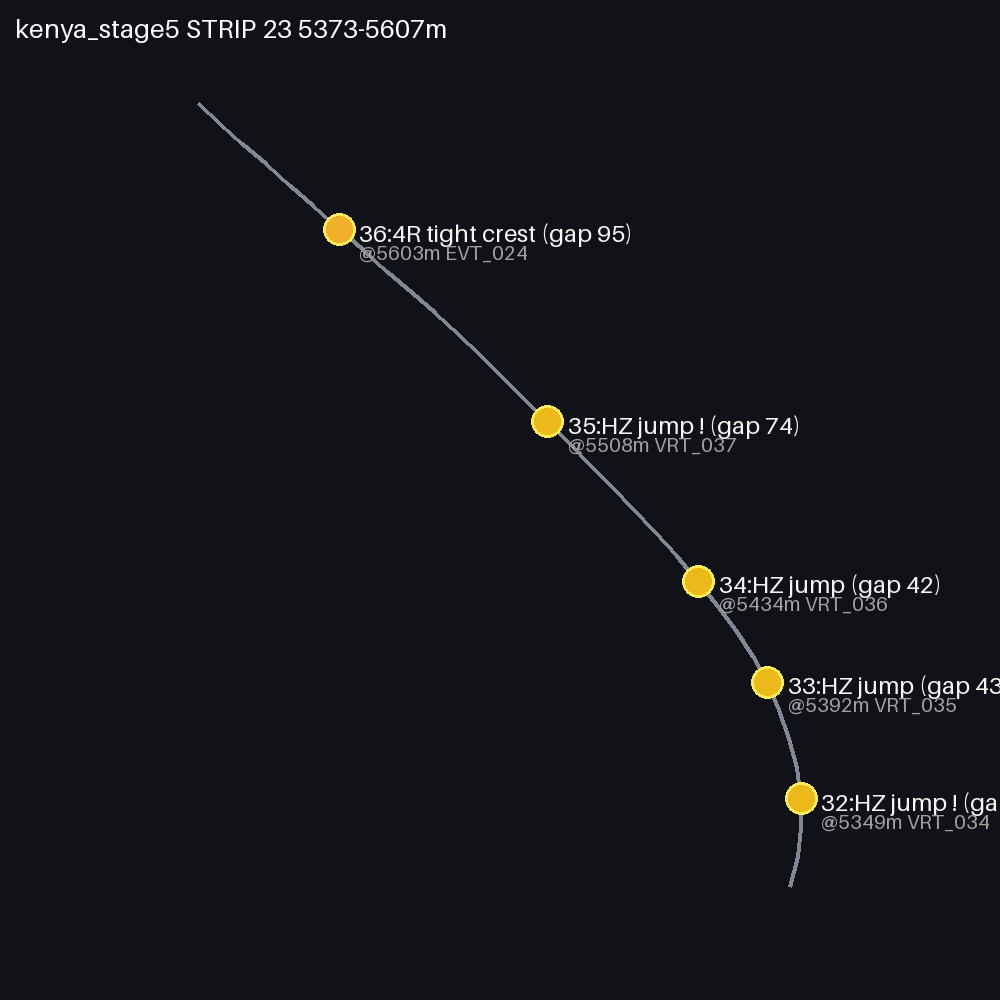 kenya_stage5 STRIP 23 5373-5607m
36:4R tight crest (gap 95)
@5603m EVT_024
35:HZ jump ! (gap 74)
@5508m VRT_037
34:HZ jump (gap 42)
@5434m VRT_036
33:HZ jump (gap 43
@5392m VRT_035
32:HZ jump ! (ga
@5349m VRT_034